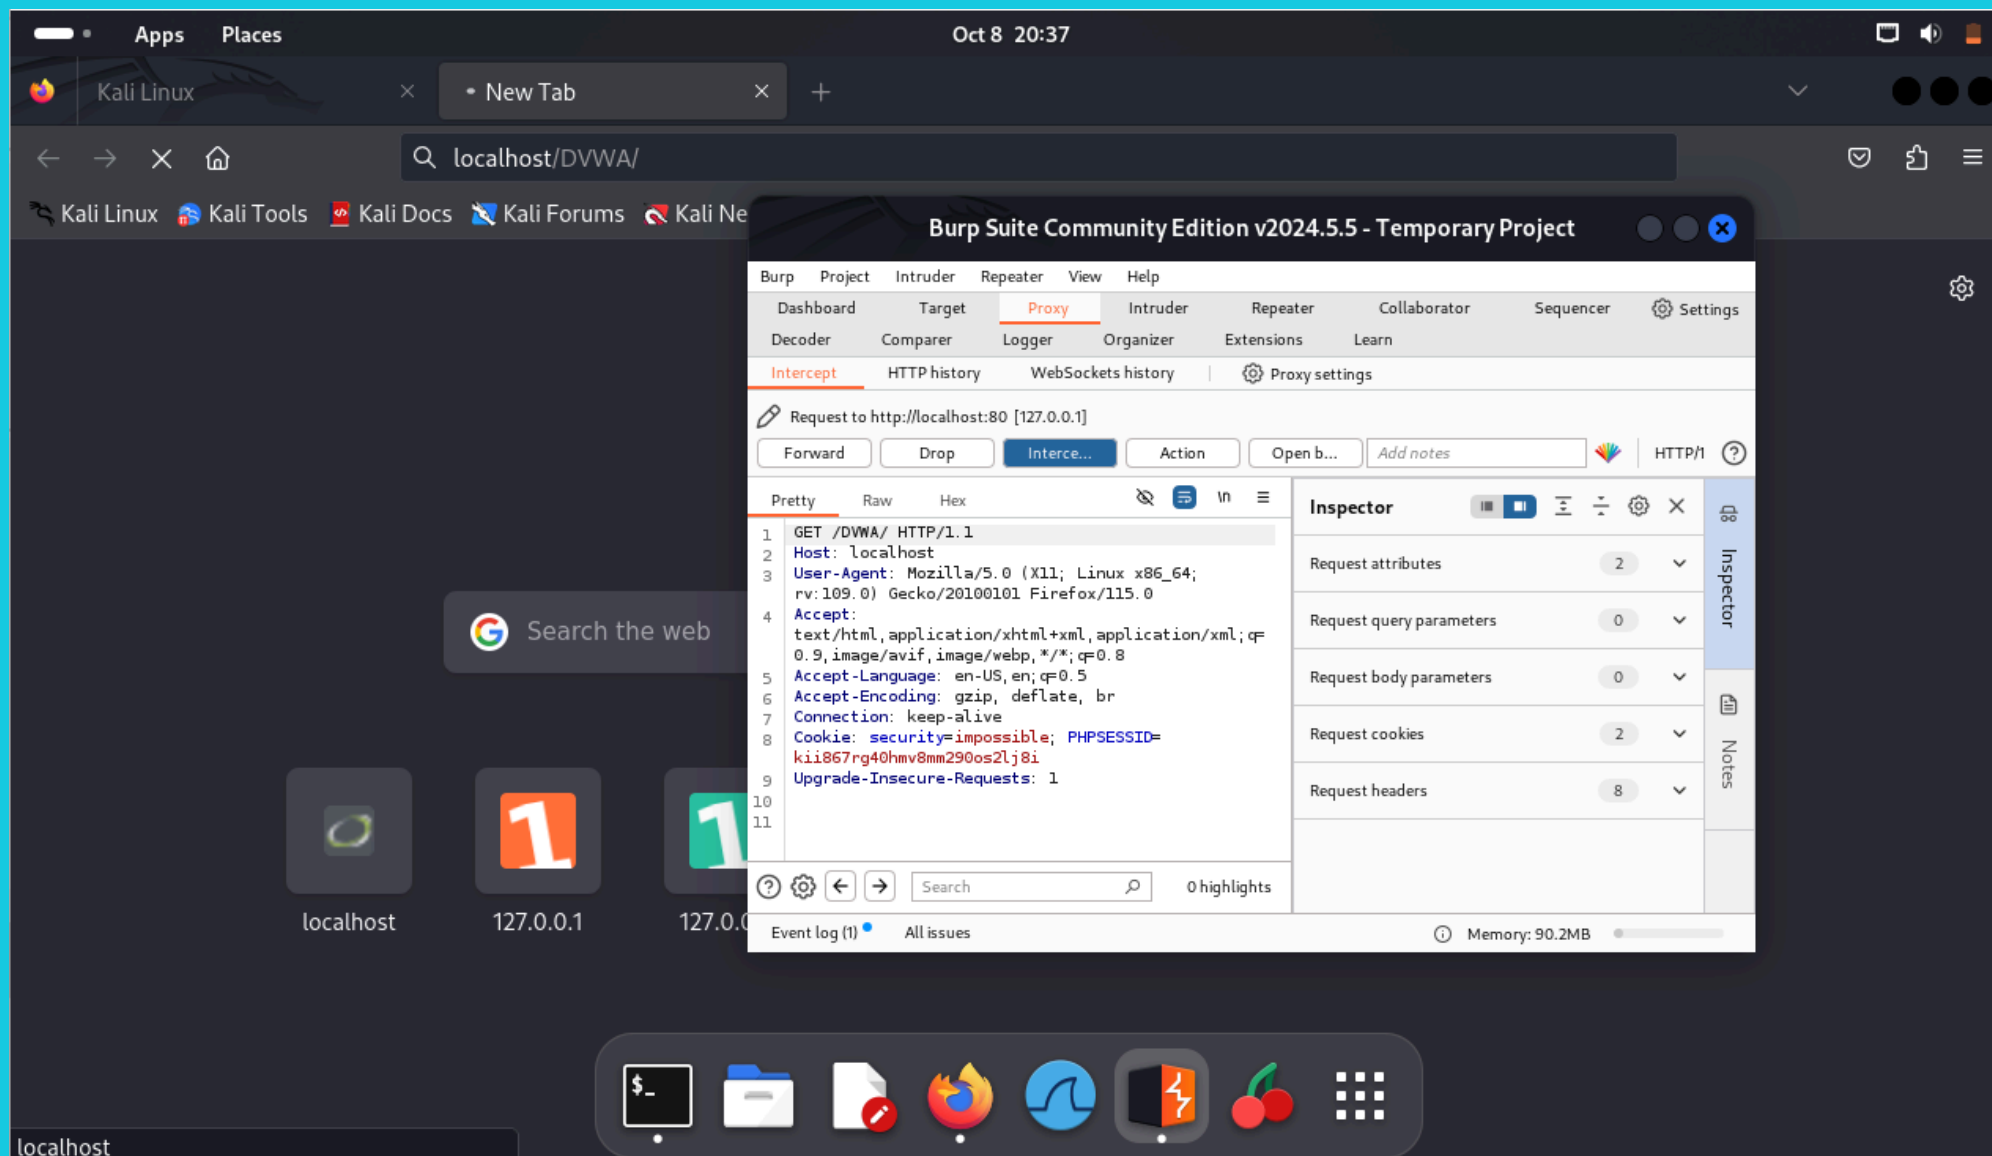 Apps Places Oct 8 20:37
Kali Linux New Tab
localhost/DVWA/
Kali Linux Kali Tools Kali Docs Kali Forums Kali Ne
Burp Suite Community Edition v2024.5.5 - Temporary Project
Burp Project Intruder Repeater View Help
Dashboard Target Proxy Intruder Repeater Collaborator Sequencer Settings
Decoder Comparer Logger Organizer Extensions Learn
Intercept HTTP history WebSockets history Proxy settings
Request to http://localhost:80 [127.0.0.1]
Forward Drop Interce... Action Open b... Add notes HTTP/1
Pretty Raw Hex \n
1 GET /DVWA/ HTTP/1.1
2 Host: localhost
3 User-Agent: Mozilla/5.0 (X11; Linux x86_64;
rv:109.0) Gecko/20100101 Firefox/115.0
4 Accept:
text/html,application/xhtml+xml,application/xml;q=
0.9,image/avif,image/webp,*/*;q=0.8
5 Accept-Language: en-US,en;q=0.5
6 Accept-Encoding: gzip, deflate, br
7 Connection: keep-alive
8 Cookie: security=impossible; PHPSESSID=
kii867rg40hmv8mm290os2lj8i
9 Upgrade-Insecure-Requests: 1
10
11
Inspector
Request attributes 2
Request query parameters 0
Request body parameters 0
Request cookies 2
Request headers 8
Inspector
Notes
Search 0 highlights
Event log (1) All issues Memory: 90.2MB
Search the web
localhost 127.0.0.1 127.0.0
$_
localhost